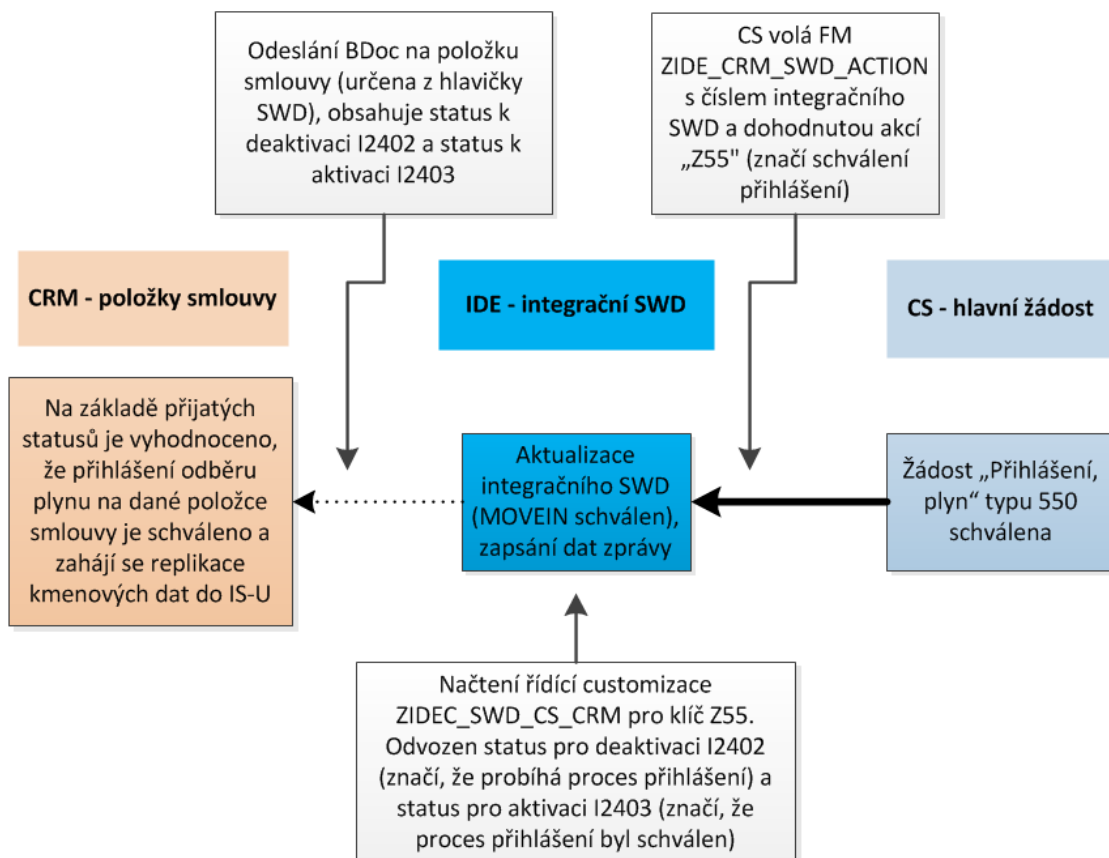 Odeslání BDoc na položku
smlouvy (určena z hlavičky
SWD), obsahuje status k
deaktivaci I2402 a status k
aktivaci I2403
CS volá FM
ZIDE_CRM_SWD_ACTION
s číslem integračního
SWD a dohodnutou akcí
„Z55" (značí schválení
přihlášení)
CRM - položky smlouvy
IDE - integrační SWD
CS - hlavní žádost
Na základě přijatých
statusů je vyhodnoceno,
že přihlášení odběru
plynu na dané položce
smlouvy je schváleno a
zahájí se replikace
kmenových dat do IS-U
Aktualizace
integračního SWD
(MOVEIN schválen),
zapsání dat zprávy
Žádost „Přihlášení,
plyn“ typu 550
schválena
Načtení řídící customizace
ZIDEC_SWD_CS_CRM pro klíč Z55.
Odvozen status pro deaktivaci I2402
(značí, že probíhá proces přihlášení) a
status pro aktivaci I2403 (značí, že
proces přihlášení byl schválen)